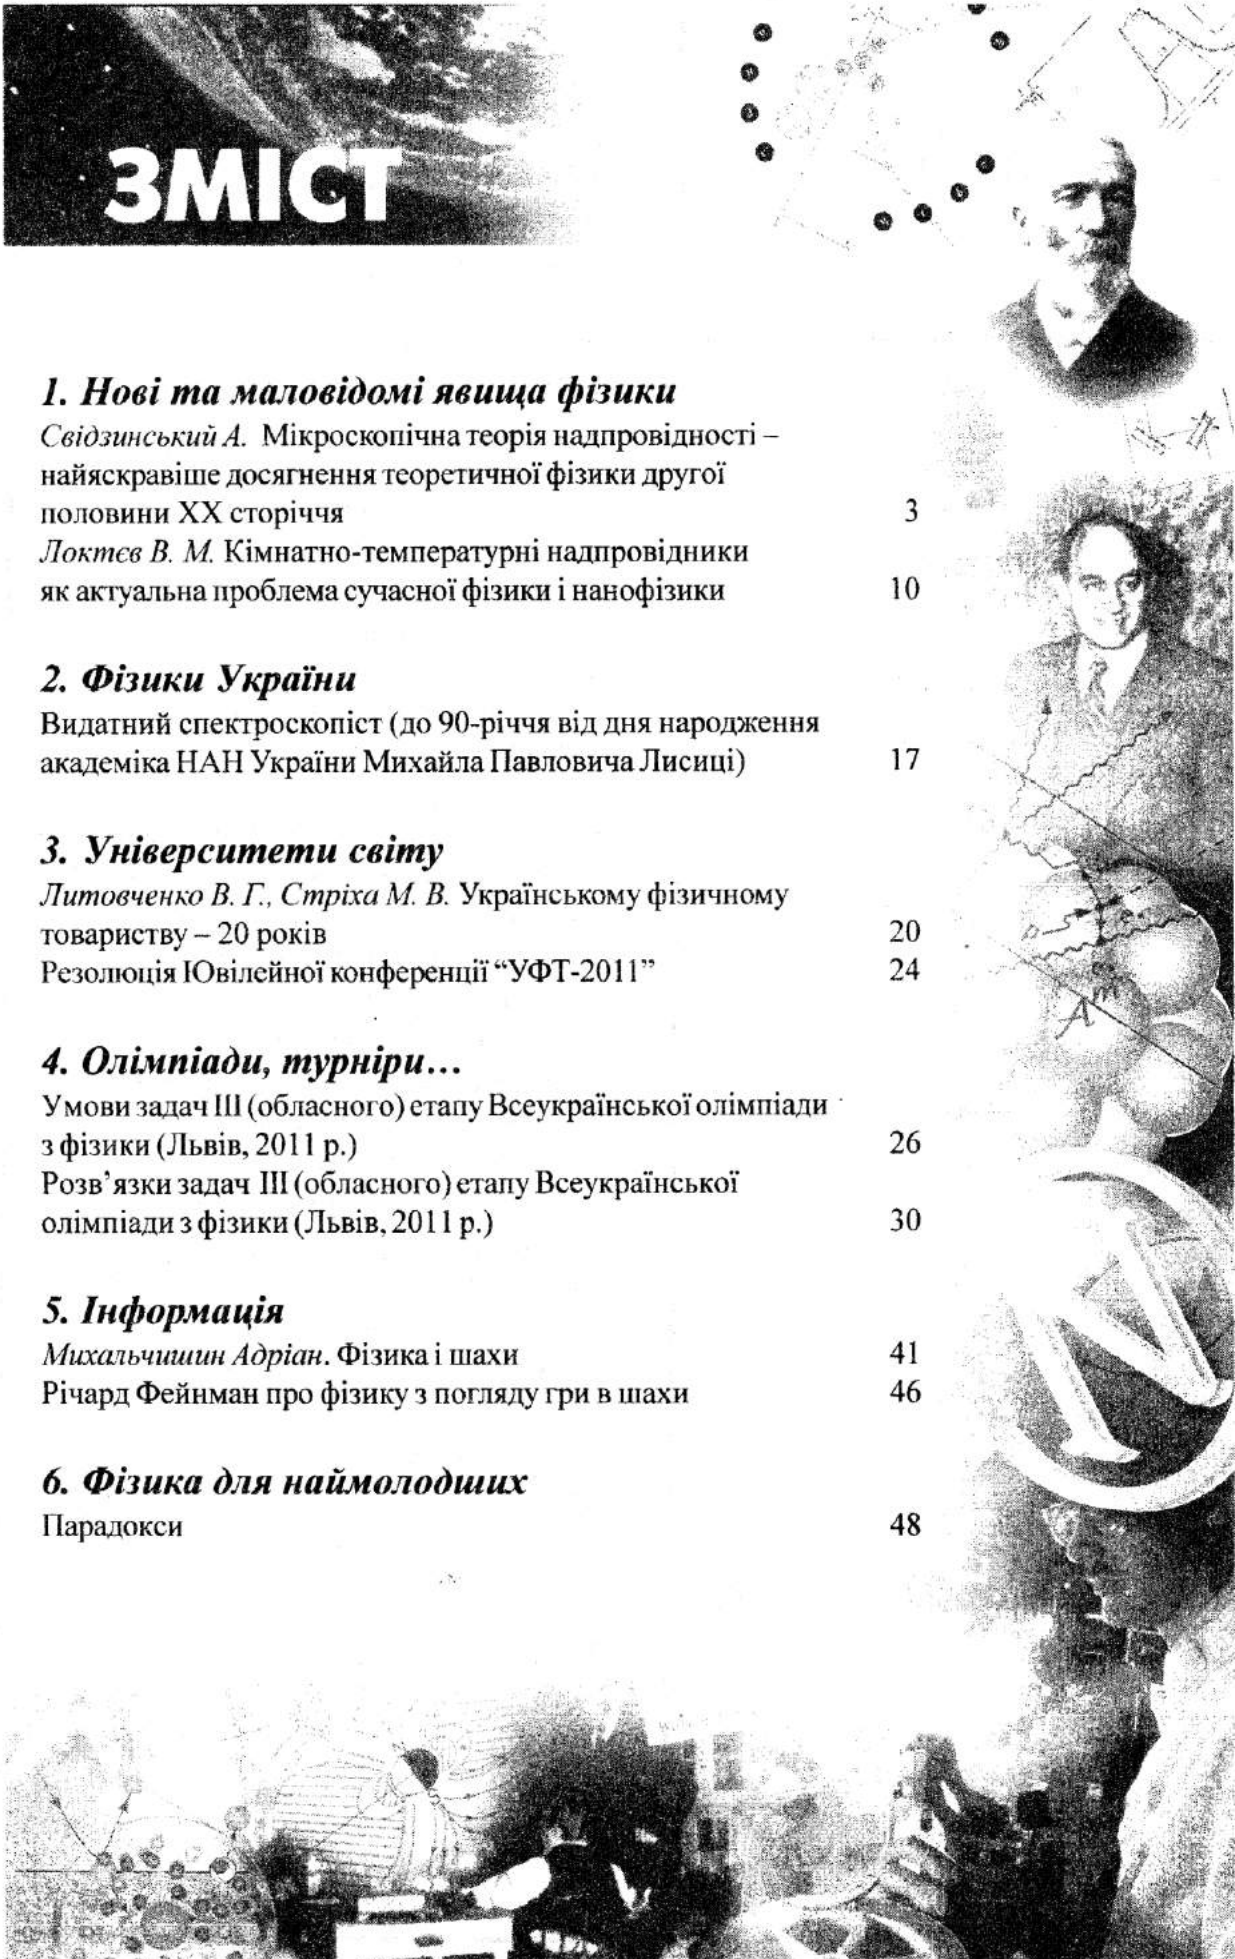 ЗМІСТ
1. Нові та маловідомі явища фізики
Свідзинський А. Мікроскопічна теорія надпровідності –
найяскравіше досягнення теоретичної фізики другої
половини ХХ сторіччя 3
Локтєв В. М. Кімнатно-температурні надпровідники
як актуальна проблема сучасної фізики і нанофізики 10
2. Фізики України
Видатний спектроскопіст (до 90-річчя від дня народження
академіка НАН України Михайла Павловича Лисиці) 17
3. Університети світу
Литовченко В. Г., Стріха М. В. Українському фізичному
товариству – 20 років 20
Резолюція Ювілейної конференції “УФТ-2011” 24
4. Олімпіади, турніри...
Умови задач ІІІ (обласного) етапу Всеукраїнської олімпіади
з фізики (Львів, 2011 р.) 26
Розв’язки задач ІІІ (обласного) етапу Всеукраїнської
олімпіади з фізики (Львів, 2011 р.) 30
5. Інформація
Михальчишин Адріан. Фізика і шахи 41
Річард Фейнман про фізику з погляду гри в шахи 46
6. Фізика для наймолодших
Парадокси 48